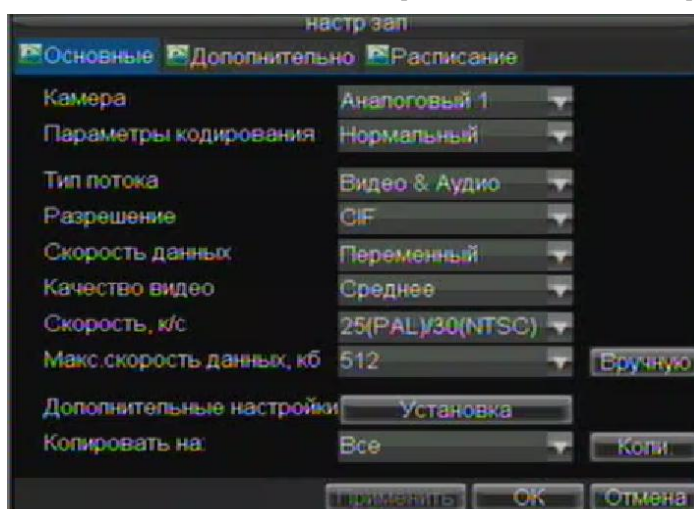 настр зап
Основные Дополнительно Расписание
Камера Аналоговый 1
Параметры кодирования Нормальный
Тип потока Видео & Аудио
Разрешение CIF
Скорость данных Переменный
Качество видео Среднее
Скорость, к/с 25(PAL)/30(NTSC)
Макс.скорость данных, кб 512 Вручную
Дополнительные настройки Установка
Копировать на: Все Копи.
Применить ОК Отмена